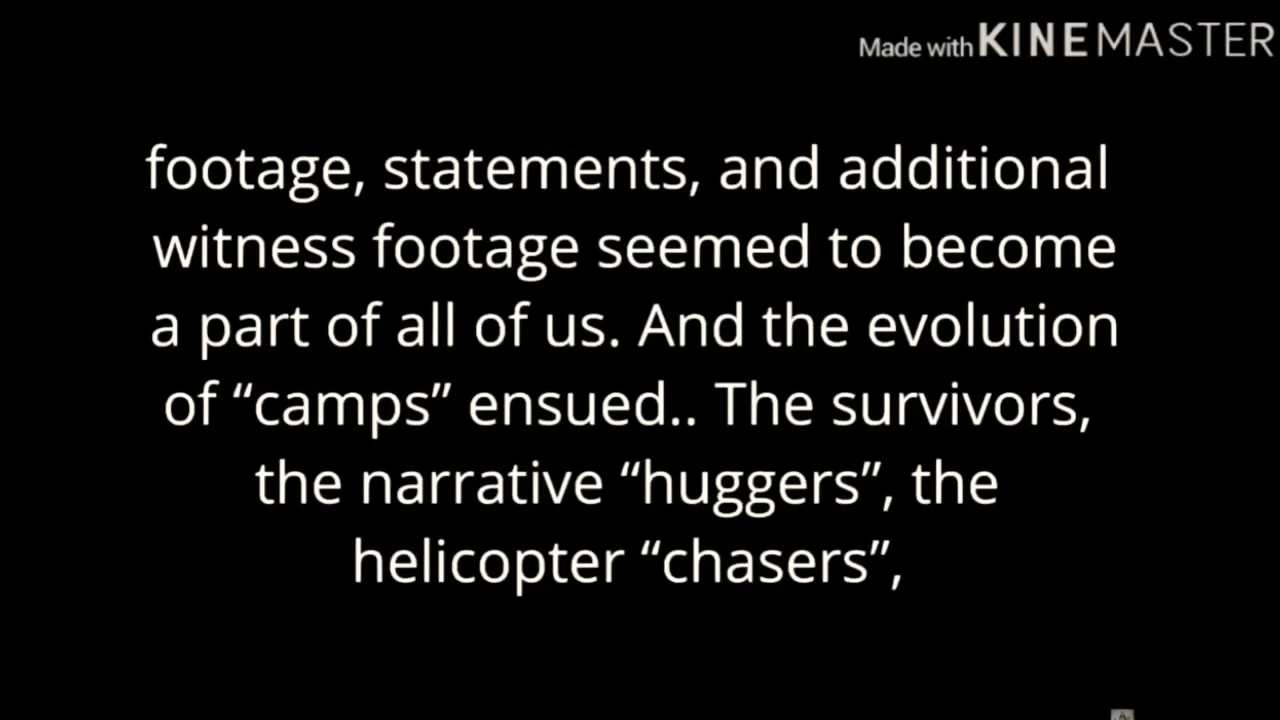 Made with KINEMASTER
footage, statements, and additional
witness footage seemed to become
a part of all of us. And the evolution
of “camps” ensued.. The survivors,
the narrative “huggers”, the
helicopter “chasers”,